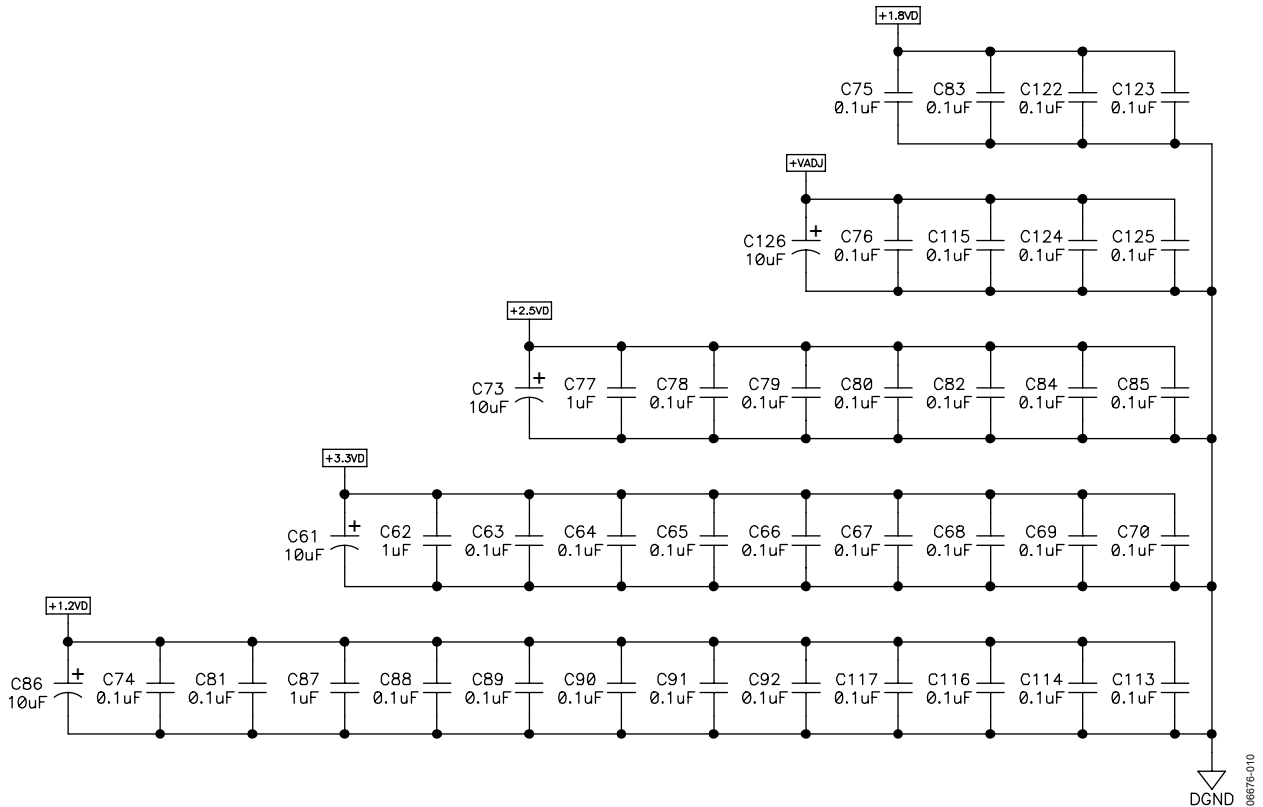 +1.8VD
C75 C83 C122 C123
0.1uF 0.1uF 0.1uF 0.1uF
+VADJ
C126 + C76 C115 C124 C125
10uF 0.1uF 0.1uF 0.1uF 0.1uF
+2.5VD
C73 + C77 C78 C79 C80 C82 C84 C85
10uF 1uF 0.1uF 0.1uF 0.1uF 0.1uF 0.1uF 0.1uF
+3.3VD
C61 + C62 C63 C64 C65 C66 C67 C68 C69 C70
10uF 1uF 0.1uF 0.1uF 0.1uF 0.1uF 0.1uF 0.1uF 0.1uF 0.1uF
+1.2VD
C86 + C74 C81 C87 C88 C89 C90 C91 C92 C117 C116 C114 C113
10uF 0.1uF 0.1uF 1uF 0.1uF 0.1uF 0.1uF 0.1uF 0.1uF 0.1uF 0.1uF 0.1uF 0.1uF
DGND
06676-010